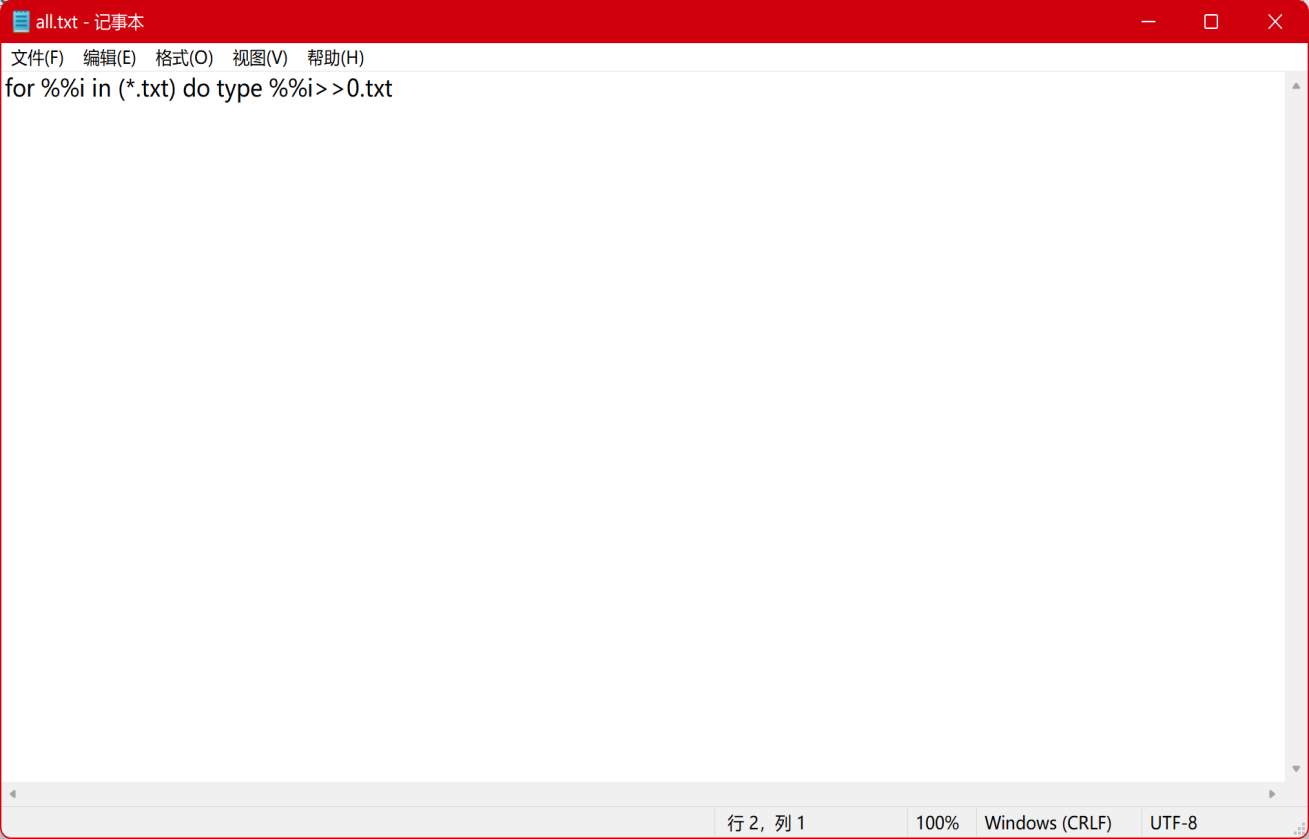 all.txt - 记事本
文件(F) 编辑(E) 格式(O) 视图(V) 帮助(H)
for %%i in (*.txt) do type %%i>>0.txt
行 2，列 1 100% Windows (CRLF) UTF-8